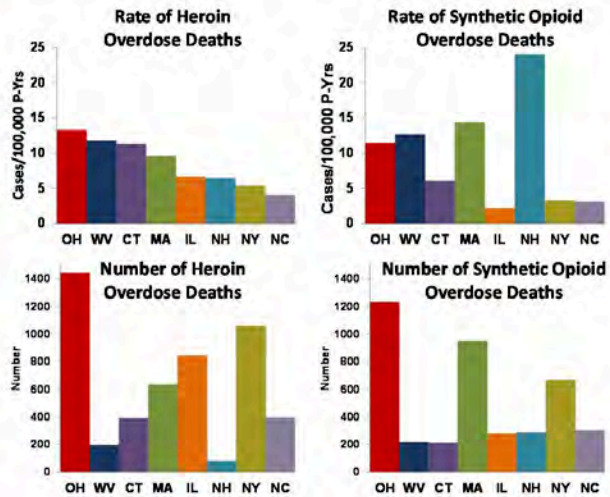 Rate of Heroin
Overdose Deaths
Cases/100,000 P-Yrs
25
20
15
10
5
0
OH WV CT MA IL NH NY NC
Rate of Synthetic Opioid
Overdose Deaths
Cases/100,000 P-Yrs
25
20
15
10
5
0
OH WV CT MA IL NH NY NC
Number of Heroin
Overdose Deaths
Number
1400
1200
1000
800
600
400
200
0
OH WV CT MA IL NH NY NC
Number of Synthetic Opioid
Overdose Deaths
Number
1400
1200
1000
800
600
400
200
0
OH WV CT MA IL NH NY NC